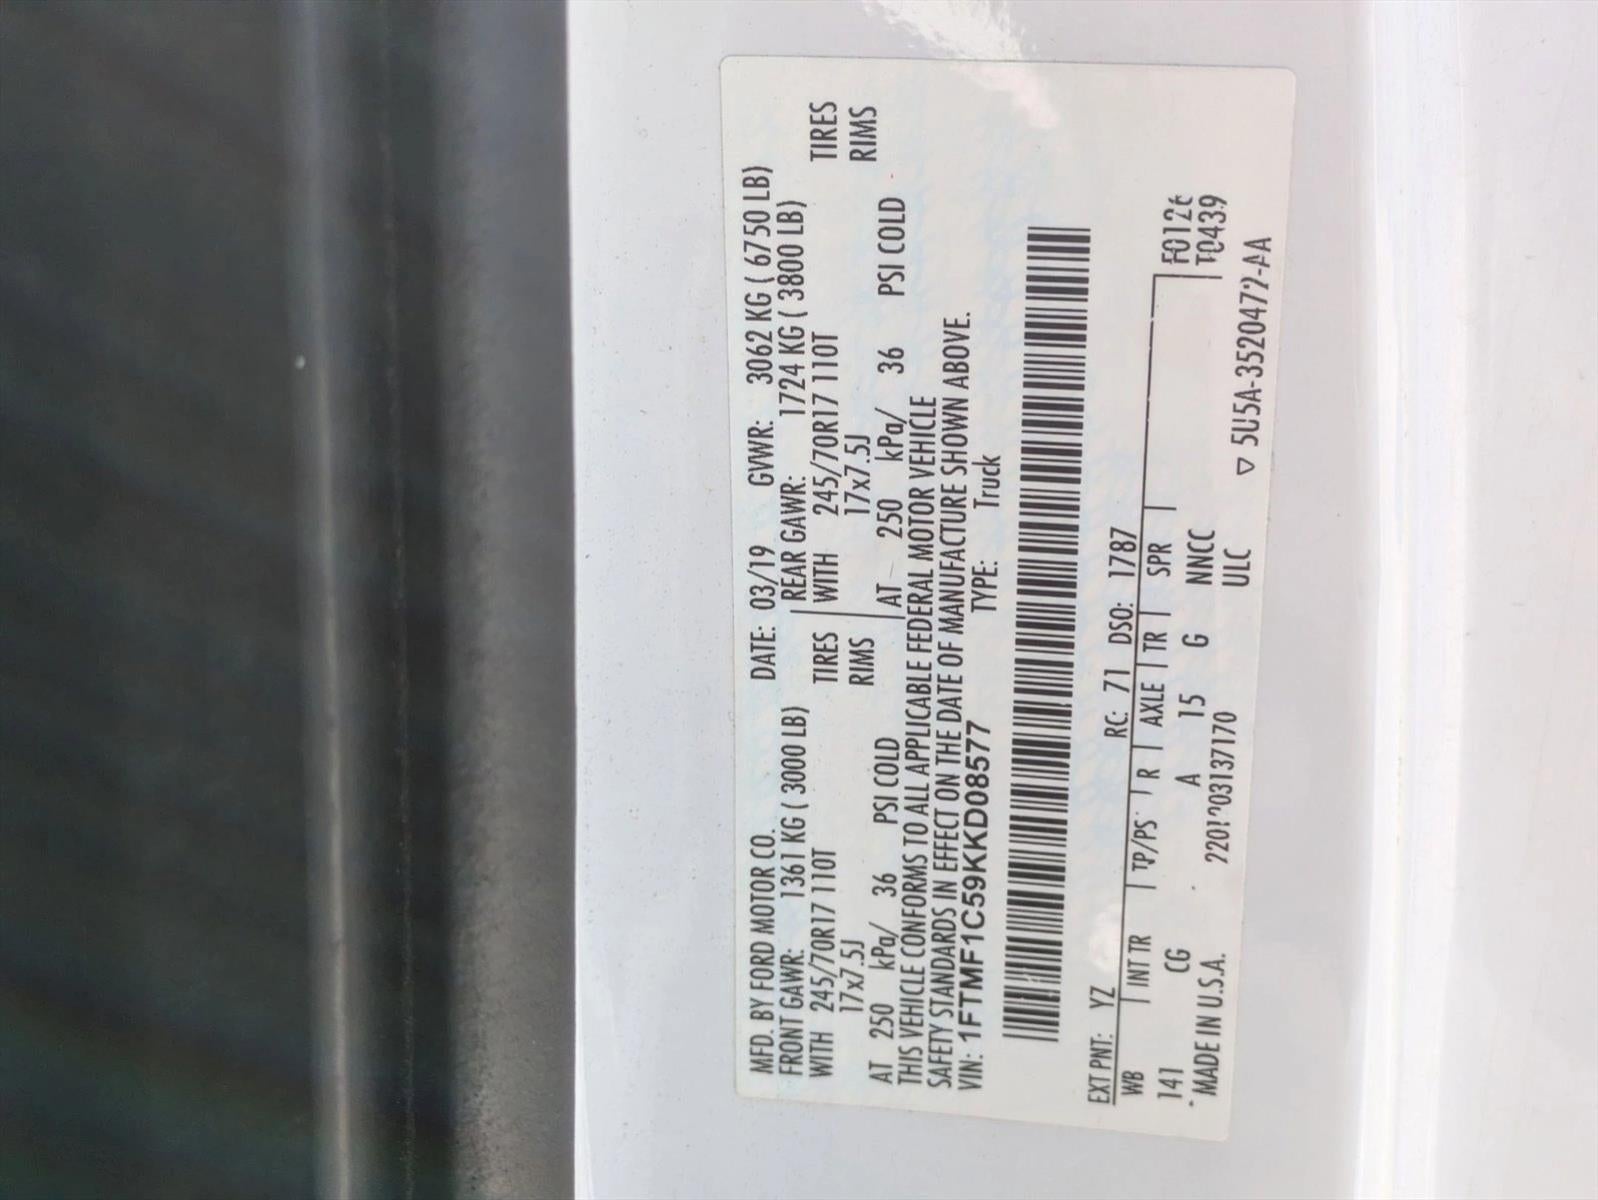 MFD. BY FORD MOTOR CO. DATE: 03/19 GVWR: 3062 KG ( 6750 LB)
FRONT GAWR: 1361 KG ( 3000 LB) REAR GAWR: 1724 KG ( 3800 LB)
WITH 245/70R17 110T TIRES WITH 245/70R17 110T TIRES
17x7.5J RIMS 17x7.5J RIMS
AT 250 kPa/ 36 PSI COLD AT 250 kPa/ 36 PSI COLD
THIS VEHICLE CONFORMS TO ALL APPLICABLE FEDERAL MOTOR VEHICLE
SAFETY STANDARDS IN EFFECT ON THE DATE OF MANUFACTURE SHOWN ABOVE.
VIN: 1FTMF1C59KKD08577 TYPE: Truck
EXT PNT: YZ RC: 71 DSO: 1787
WB INT TR TP/PS R AXLE TR SPR F0126
141 CG A 15 G NNCC T0439
MADE IN U.S.A. ULC
▽ 5U5A-3520472-AA